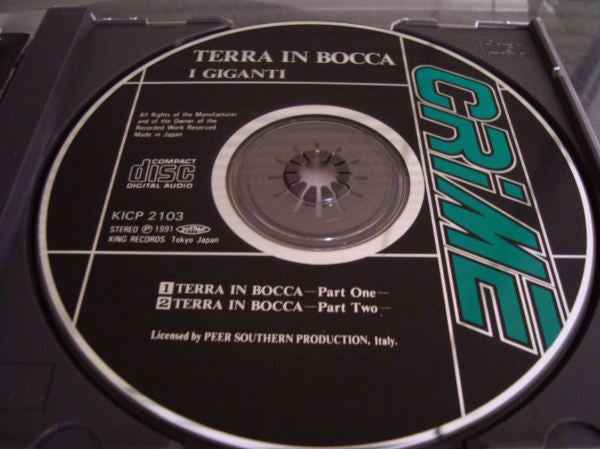 TERRA IN BOCCA
I GIGANTI
CRiME
All Rights of the Manufacturer
and of the Owner of the
Recorded Work Reserved
Made in Japan
COMPACT
disc
DIGITAL AUDIO
KICP 2103
STEREO Ⓟ 1991
KING RECORDS Tokyo Japan
1 TERRA IN BOCCA—Part One—
2 TERRA IN BOCCA—Part Two—
Licensed by PEER SOUTHERN PRODUCTION, Italy.